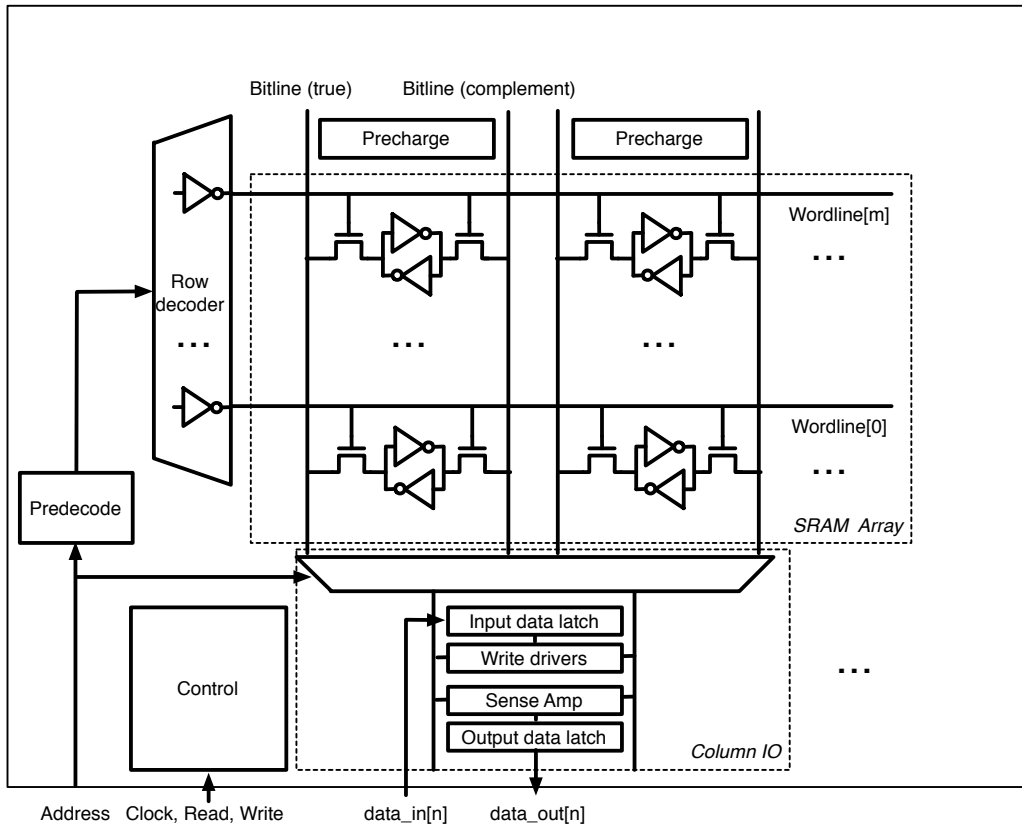 Bitline (true)
Bitline (complement)
Precharge
Precharge
Wordline[m]
...
Row
decoder
...
...
...
Wordline[0]
...
Predecode
SRAM Array
Control
Input data latch
Write drivers
Sense Amp
Output data latch
...
Column IO
Address
Clock, Read, Write
data_in[n]
data_out[n]